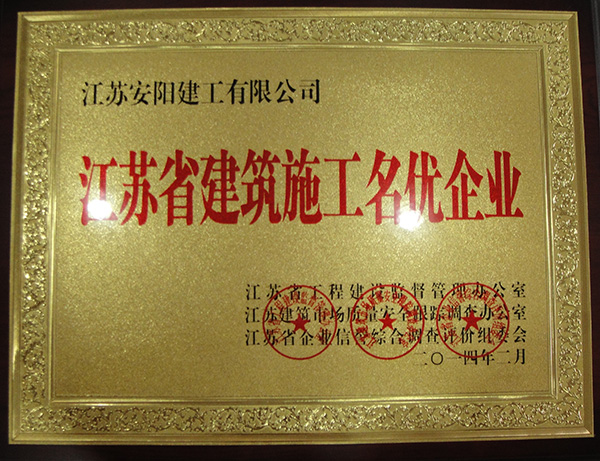 江苏安阳建工有限公司
江苏省建筑施工名优企业
江苏省工程建设监督管理办公室
江苏建筑市场质量安全跟踪调查办公室
江苏省企业信誉综合调查评价组委会
二〇一四年二月